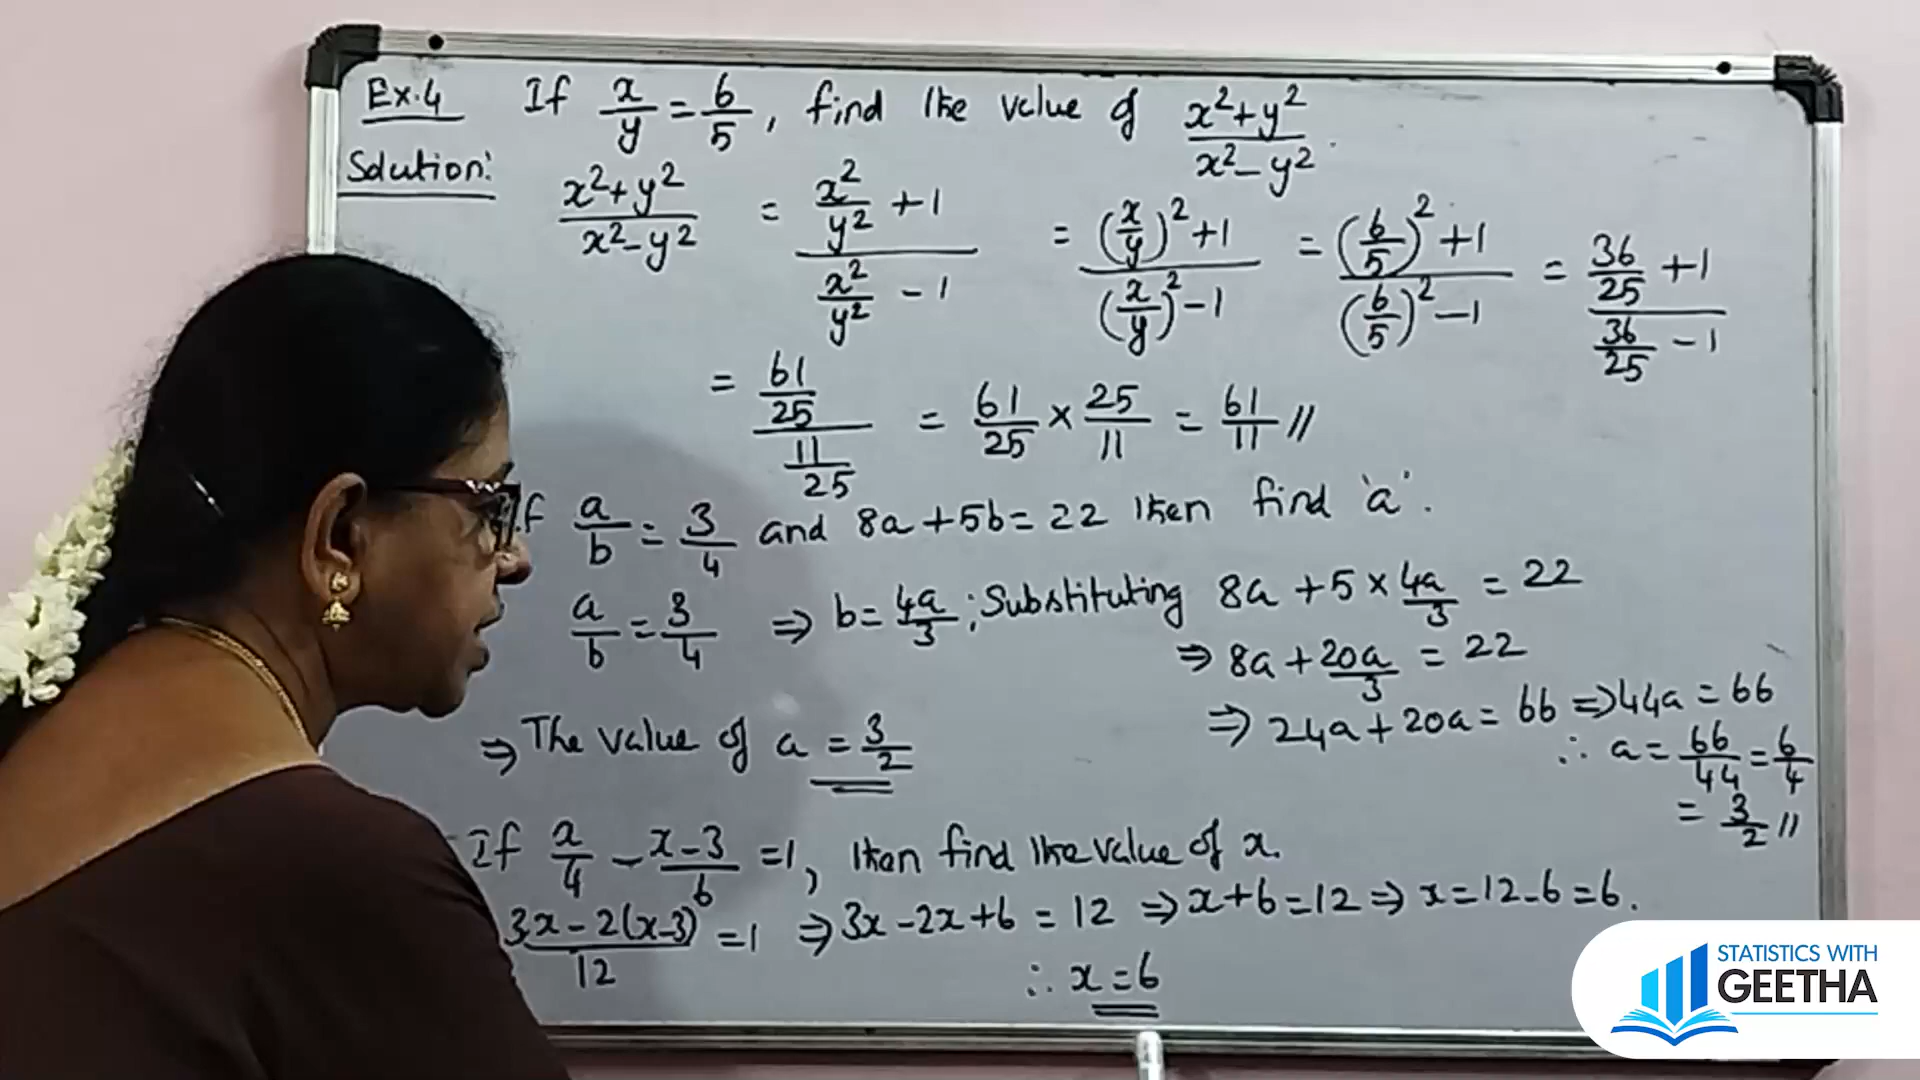 Ex.4 If x/y = 6/5, find the value of (x²+y²)/(x²-y²).
Solution:
(x²+y²)/(x²-y²) = (x²/y² + 1)/(x²/y² - 1) = ((x/y)²+1)/((x/y)²-1) = ((6/5)²+1)/((6/5)²-1) = (36/25 + 1)/(36/25 - 1)
= (61/25)/(11/25) = 61/25 × 25/11 = 61/11 //
If a/b = 3/4 and 8a+5b=22 then find 'a'.
a/b = 3/4 ⇒ b = 4a/3; Substituting 8a + 5 × 4a/3 = 22
⇒ 8a + 20a/3 = 22
⇒ 24a + 20a = 66 ⇒ 44a = 66
∴ a = 66/44 = 6/4
= 3/2 //
⇒ The value of a = 3/2
If x/4 - (x-3)/6 = 1, then find the value of x.
(3x-2(x-3))/12 = 1 ⇒ 3x-2x+6 = 12 ⇒ x+6=12 ⇒ x=12-6=6.
∴ x=6
STATISTICS WITH
GEETHA